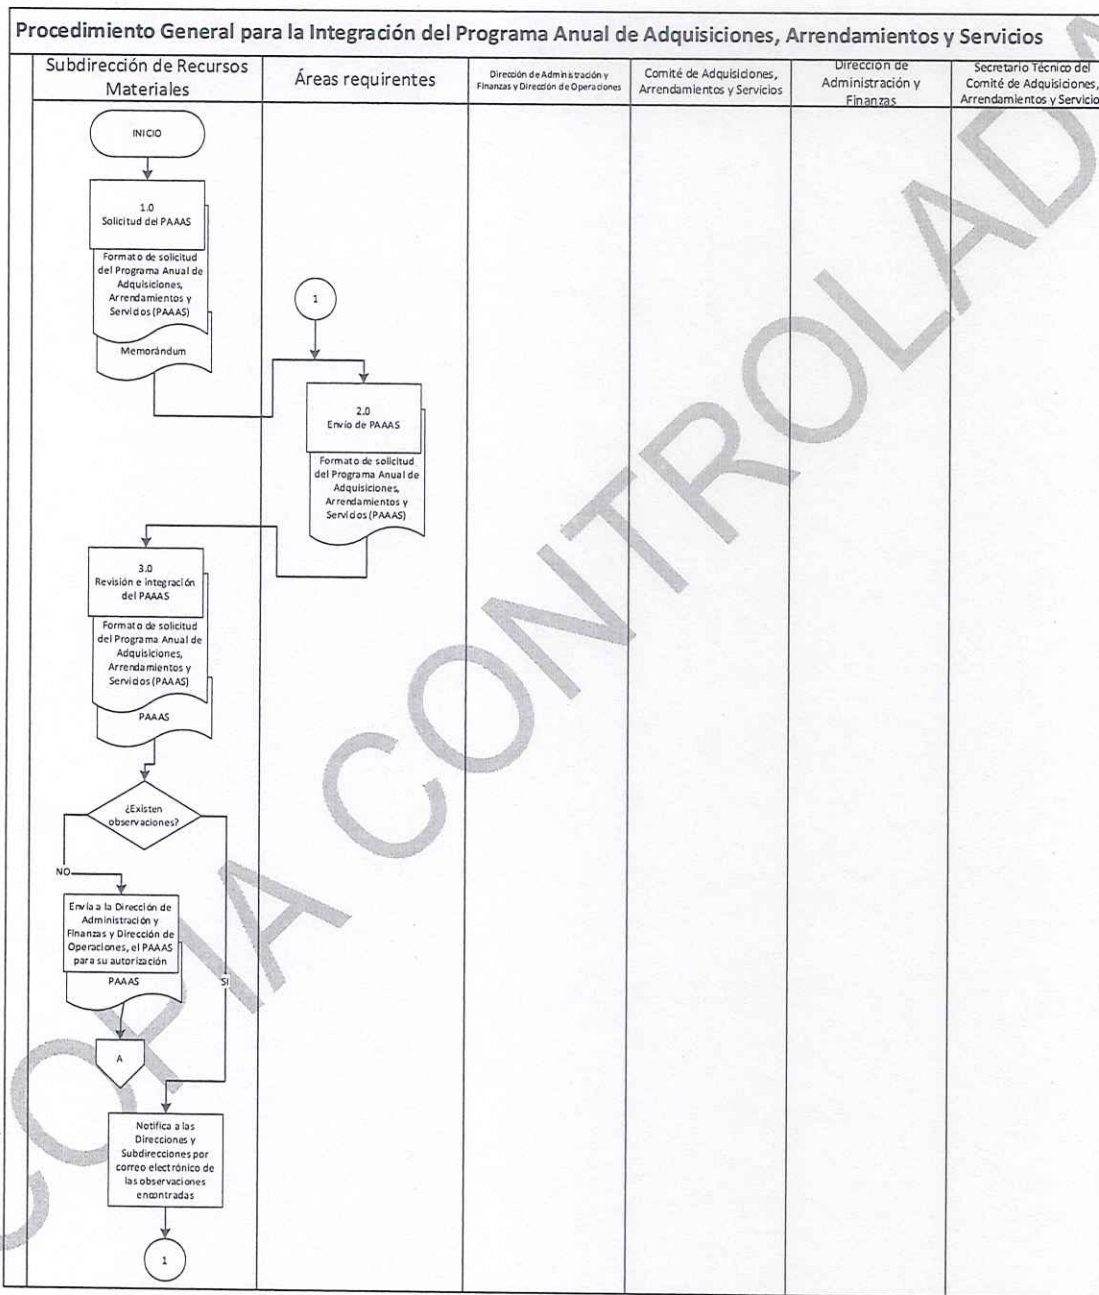 Procedimiento General para la Integración del Programa Anual de Adquisiciones, Arrendamientos y Servicios
Subdirección de Recursos
Materiales
Áreas requirentes
Dirección de Administración y
Finanzas y Dirección de Operaciones
Comité de Adquisiciones,
Arrendamientos y Servicios
Dirección de
Administración y
Finanzas
Secretario Técnico del
Comité de Adquisiciones,
Arrendamientos y Servicio
INICIO
1.0
Solicitud del PAAAS
Formato de solicitud
del Programa Anual de
Adquisiciones,
Arrendamientos y
Servicios (PAAAS)
Memorándum
1
2.0
Envío de PAAAS
Formato de solicitud
del Programa Anual de
Adquisiciones,
Arrendamientos y
Servicios (PAAAS)
3.0
Revisión e integración
del PAAAS
Formato de solicitud
del Programa Anual de
Adquisiciones,
Arrendamientos y
Servicios (PAAAS)
PAAAS
¿Existen
observaciones?
NO
Envía a la Dirección de
Administración y
Finanzas y Dirección de
Operaciones, el PAAAS
para su autorización
PAAAS
SI
A
Notifica a las
Direcciones y
Subdirecciones por
correo electrónico de
las observaciones
encontradas
1
COPIA CONTROLADA